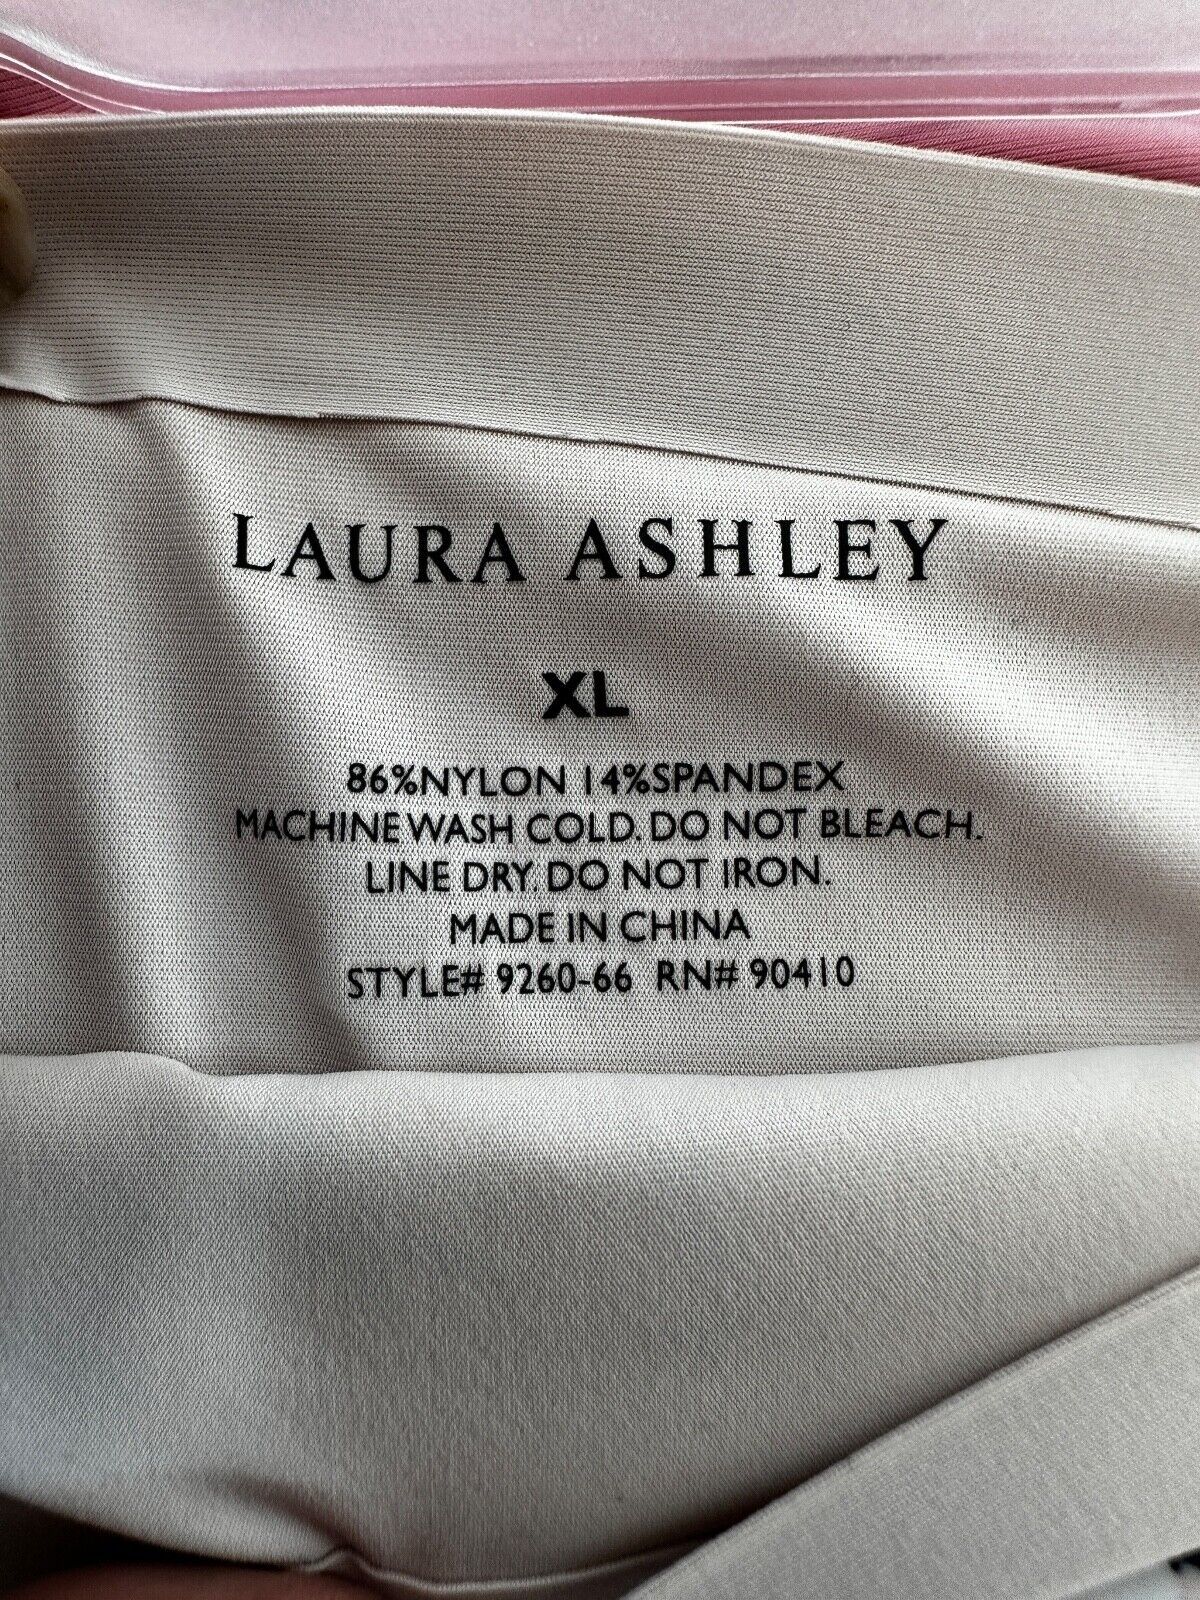 LAURA ASHLEY
XL
86%NYLON 14%SPANDEX
MACHINE WASH COLD. DO NOT BLEACH.
LINE DRY. DO NOT IRON.
MADE IN CHINA
STYLE# 9260-66 RN# 90410